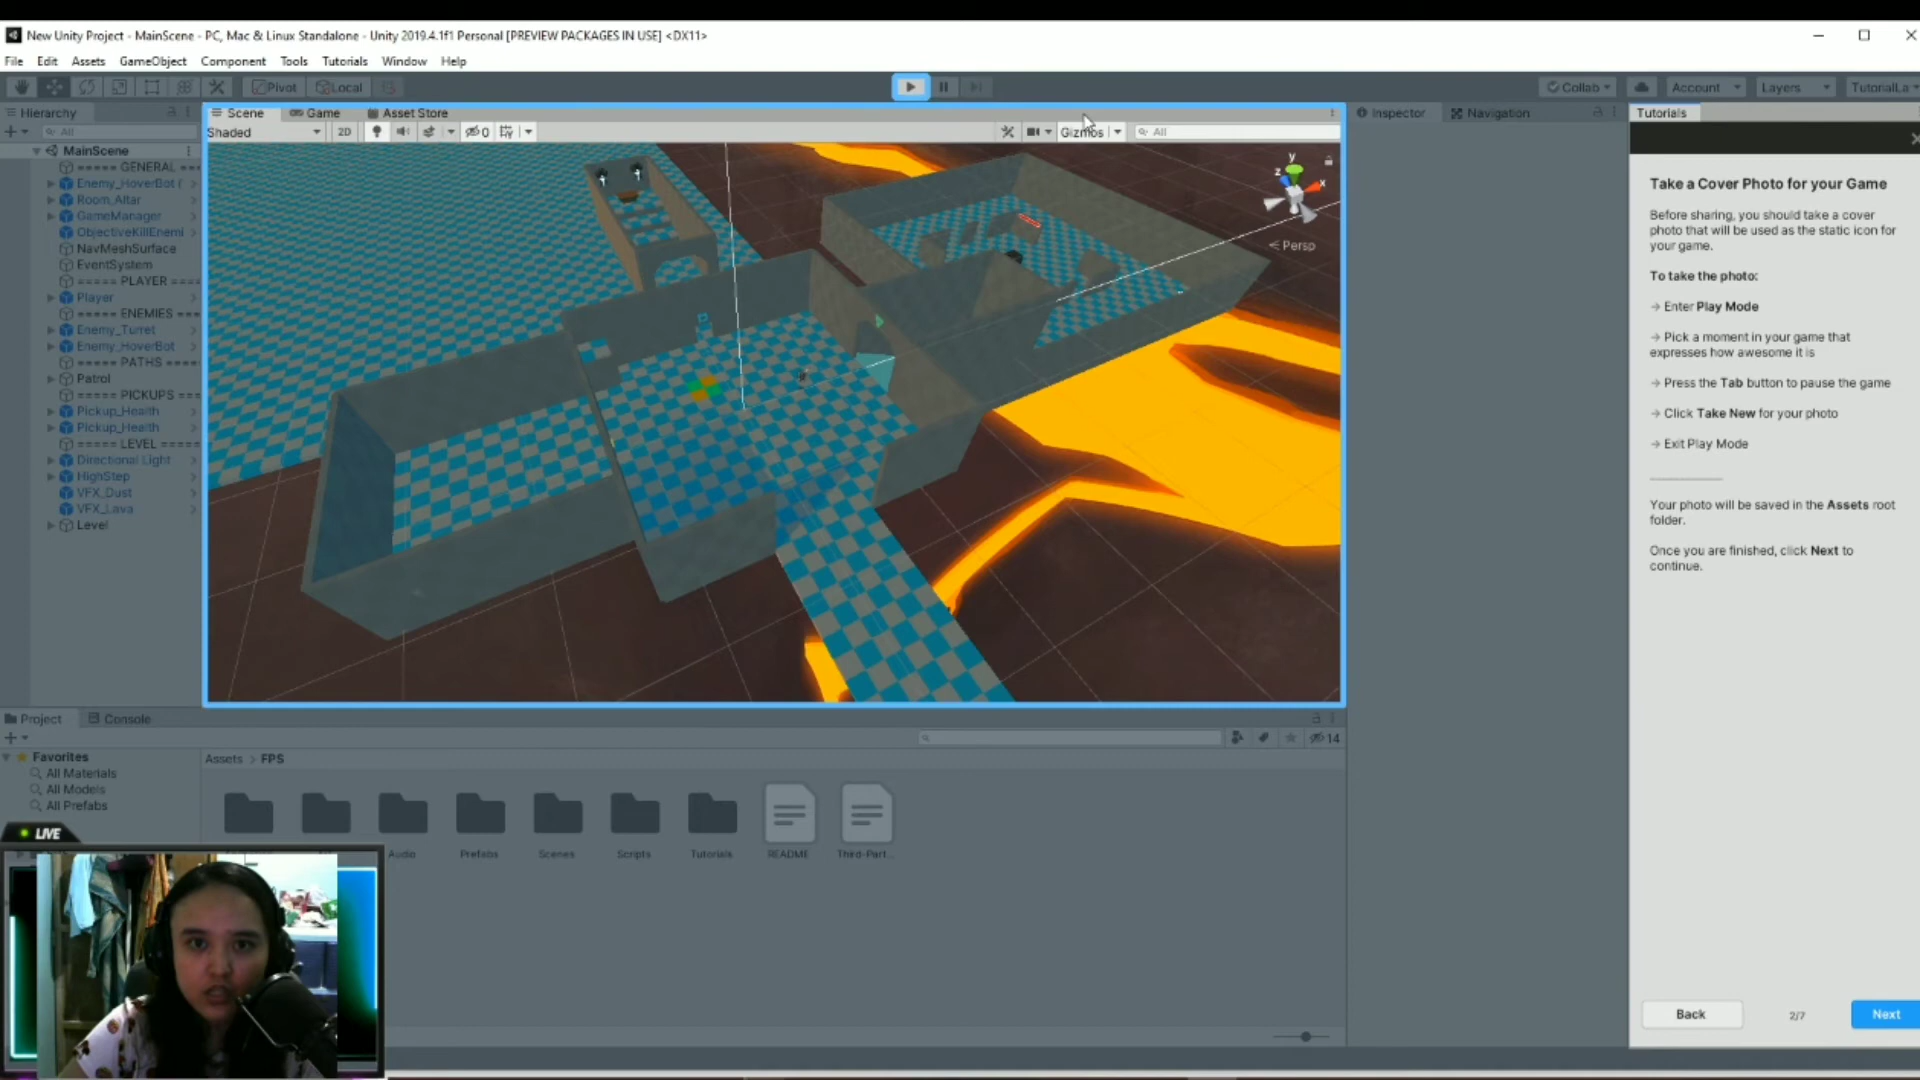 New Unity Project - MainScene - PC, Mac & Linux Standalone - Unity 2019.4.1f1 Personal [PREVIEW PACKAGES IN USE] <DX11>
File Edit Assets GameObject Component Tools Tutorials Window Help
Pivot Local Collab Account Layers TutorialLa
Hierarchy
All
MainScene
===== GENERAL ====
Enemy_HoverBot (
Room_Altar
GameManager
ObjectiveKillEnemi
NavMeshSurface
EventSystem
===== PLAYER ====
Player
===== ENEMIES ===
Enemy_Turret
Enemy_HoverBot
===== PATHS ====
Patrol
===== PICKUPS ====
Pickup_Health
Pickup_Health
===== LEVEL =====
Directional Light
HighStep
VFX_Dust
VFX_Lava
Level
Scene Game Asset Store
Shaded 2D 0 Gizmos All
y
z x
Persp
Inspector Navigation
Tutorials
Take a Cover Photo for your Game
Before sharing, you should take a cover
photo that will be used as the static icon for
your game.
To take the photo:
→ Enter Play Mode
→ Pick a moment in your game that
expresses how awesome it is
→ Press the Tab button to pause the game
→ Click Take New for your photo
→ Exit Play Mode
Your photo will be saved in the Assets root
folder.
Once you are finished, click Next to
continue.
Back 2/7 Next
Project Console
14
Favorites
All Materials
All Models
All Prefabs
Assets > FPS
Audio Prefabs Scenes Scripts Tutorials README Third-Part...
LIVE